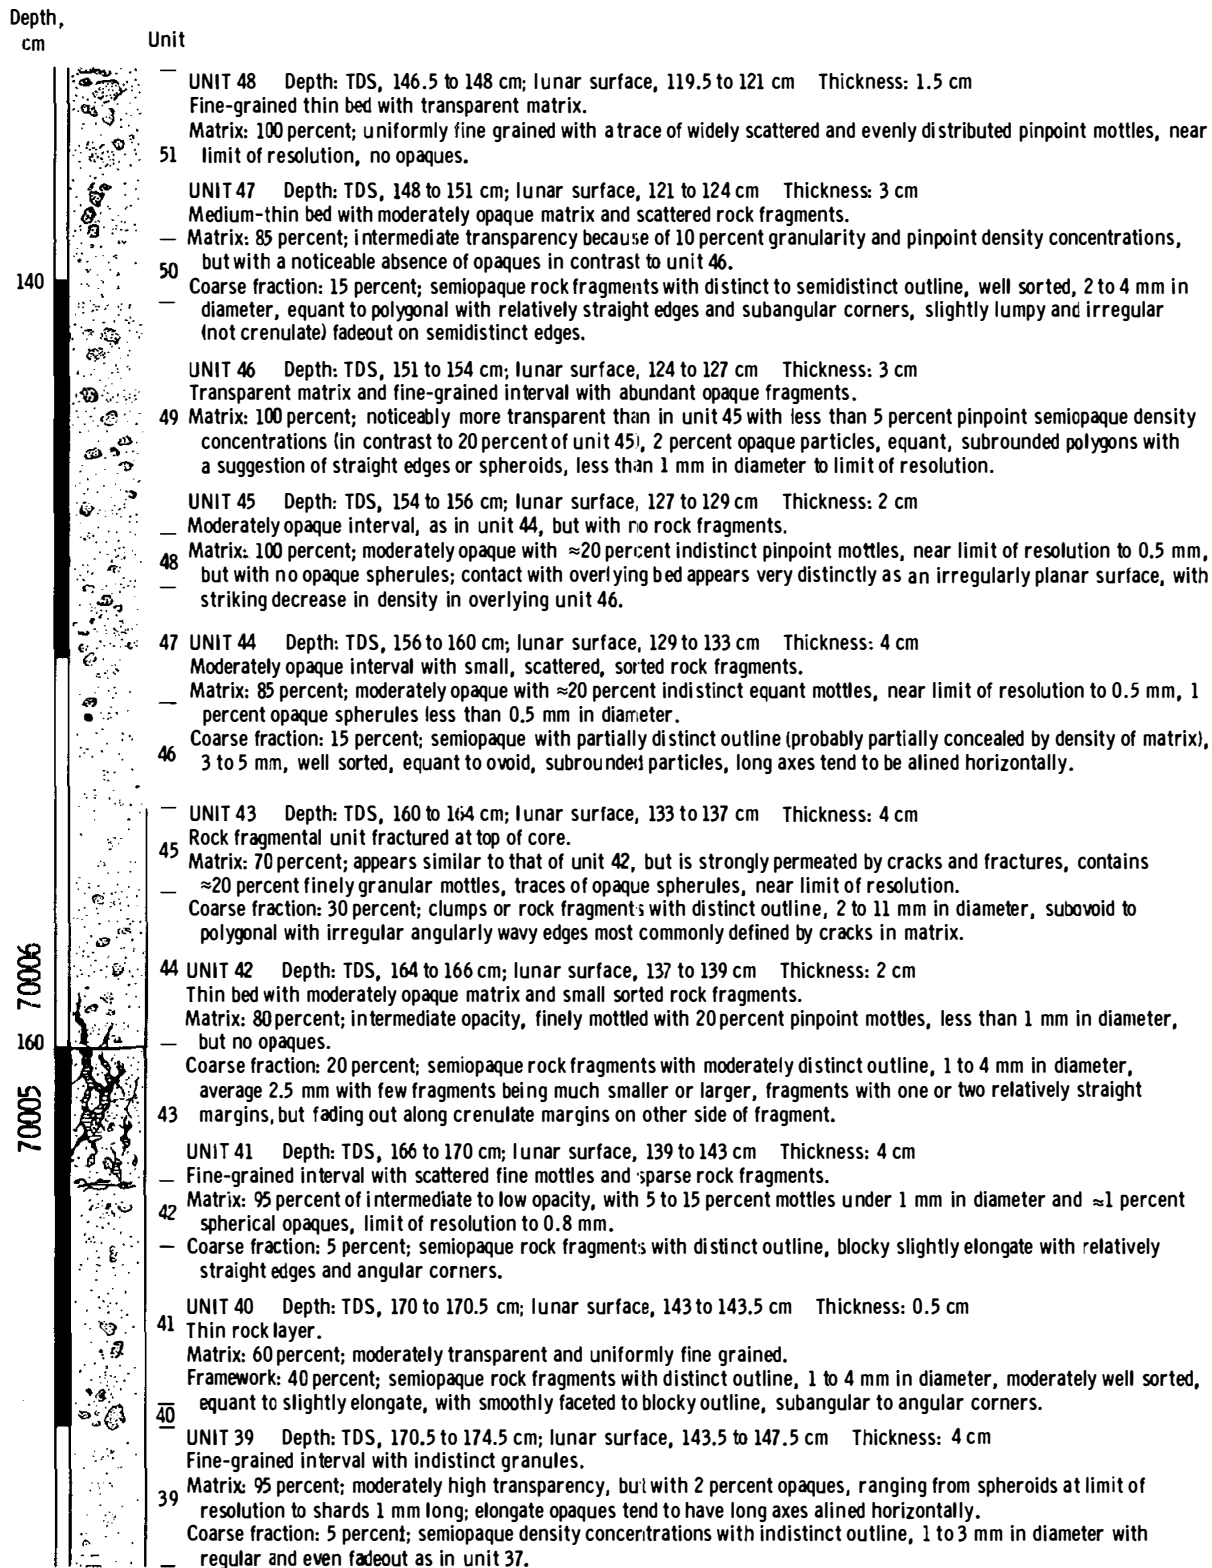 Depth,
cm
Unit
UNIT 48 Depth: TDS, 146.5 to 148 cm; lunar surface, 119.5 to 121 cm Thickness: 1.5 cm
Fine-grained thin bed with transparent matrix.
Matrix: 100 percent; uniformly fine grained with a trace of widely scattered and evenly distributed pinpoint mottles, near
51 limit of resolution, no opaques.
UNIT 47 Depth: TDS, 148 to 151 cm; lunar surface, 121 to 124 cm Thickness: 3 cm
Medium-thin bed with moderately opaque matrix and scattered rock fragments.
Matrix: 85 percent; intermediate transparency because of 10 percent granularity and pinpoint density concentrations,
50 but with a noticeable absence of opaques in contrast to unit 46.
140 Coarse fraction: 15 percent; semiopaque rock fragments with distinct to semidistinct outline, well sorted, 2 to 4 mm in
diameter, equant to polygonal with relatively straight edges and subangular corners, slightly lumpy and irregular
(not crenulate) fadeout on semidistinct edges.
UNIT 46 Depth: TDS, 151 to 154 cm; lunar surface, 124 to 127 cm Thickness: 3 cm
Transparent matrix and fine-grained interval with abundant opaque fragments.
49 Matrix: 100 percent; noticeably more transparent than in unit 45 with less than 5 percent pinpoint semiopaque density
concentrations (in contrast to 20 percent of unit 45), 2 percent opaque particles, equant, subrounded polygons with
a suggestion of straight edges or spheroids, less than 1 mm in diameter to limit of resolution.
UNIT 45 Depth: TDS, 154 to 156 cm; lunar surface, 127 to 129 cm Thickness: 2 cm
Moderately opaque interval, as in unit 44, but with no rock fragments.
48 Matrix: 100 percent; moderately opaque with ≈20 percent indistinct pinpoint mottles, near limit of resolution to 0.5 mm,
but with no opaque spherules; contact with overlying bed appears very distinctly as an irregularly planar surface, with
striking decrease in density in overlying unit 46.
47 UNIT 44 Depth: TDS, 156 to 160 cm; lunar surface, 129 to 133 cm Thickness: 4 cm
Moderately opaque interval with small, scattered, sorted rock fragments.
Matrix: 85 percent; moderately opaque with ≈20 percent indistinct equant mottles, near limit of resolution to 0.5 mm, 1
percent opaque spherules less than 0.5 mm in diameter.
Coarse fraction: 15 percent; semiopaque with partially distinct outline (probably partially concealed by density of matrix),
46 3 to 5 mm, well sorted, equant to ovoid, subrounded particles, long axes tend to be alined horizontally.
UNIT 43 Depth: TDS, 160 to 164 cm; lunar surface, 133 to 137 cm Thickness: 4 cm
Rock fragmental unit fractured at top of core.
45 Matrix: 70 percent; appears similar to that of unit 42, but is strongly permeated by cracks and fractures, contains
≈20 percent finely granular mottles, traces of opaque spherules, near limit of resolution.
Coarse fraction: 30 percent; clumps or rock fragments with distinct outline, 2 to 11 mm in diameter, subovoid to
polygonal with irregular angularly wavy edges most commonly defined by cracks in matrix.
70006
44 UNIT 42 Depth: TDS, 164 to 166 cm; lunar surface, 137 to 139 cm Thickness: 2 cm
Thin bed with moderately opaque matrix and small sorted rock fragments.
Matrix: 80 percent; intermediate opacity, finely mottled with 20 percent pinpoint mottles, less than 1 mm in diameter,
160 but no opaques.
Coarse fraction: 20 percent; semiopaque rock fragments with moderately distinct outline, 1 to 4 mm in diameter,
average 2.5 mm with few fragments being much smaller or larger, fragments with one or two relatively straight
70005
43 margins, but fading out along crenulate margins on other side of fragment.
UNIT 41 Depth: TDS, 166 to 170 cm; lunar surface, 139 to 143 cm Thickness: 4 cm
Fine-grained interval with scattered fine mottles and sparse rock fragments.
42 Matrix: 95 percent of intermediate to low opacity, with 5 to 15 percent mottles under 1 mm in diameter and ≈1 percent
spherical opaques, limit of resolution to 0.8 mm.
Coarse fraction: 5 percent; semiopaque rock fragments with distinct outline, blocky slightly elongate with relatively
straight edges and angular corners.
UNIT 40 Depth: TDS, 170 to 170.5 cm; lunar surface, 143 to 143.5 cm Thickness: 0.5 cm
41 Thin rock layer.
Matrix: 60 percent; moderately transparent and uniformly fine grained.
Framework: 40 percent; semiopaque rock fragments with distinct outline, 1 to 4 mm in diameter, moderately well sorted,
40 equant to slightly elongate, with smoothly faceted to blocky outline, subangular to angular corners.
UNIT 39 Depth: TDS, 170.5 to 174.5 cm; lunar surface, 143.5 to 147.5 cm Thickness: 4 cm
Fine-grained interval with indistinct granules.
39 Matrix: 95 percent; moderately high transparency, but with 2 percent opaques, ranging from spheroids at limit of
resolution to shards 1 mm long; elongate opaques tend to have long axes alined horizontally.
Coarse fraction: 5 percent; semiopaque density concentrations with indistinct outline, 1 to 3 mm in diameter with
regular and even fadeout as in unit 37.